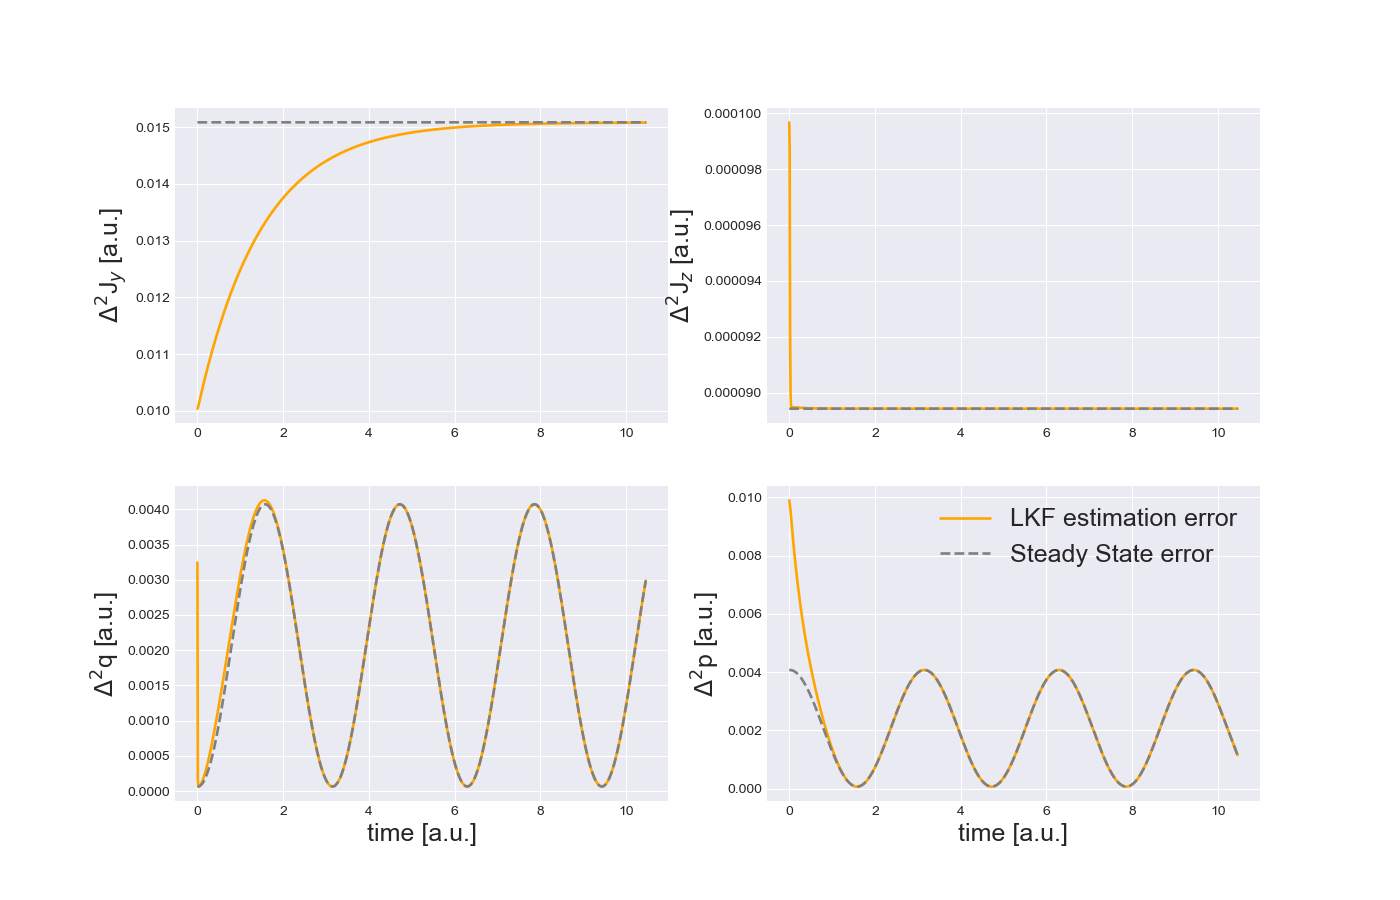 0.015
0.014
0.013
0.012
0.011
0.010
Δ²J_y [a.u.]
0 2 4 6 8 10
0.000100
0.000098
0.000096
0.000094
0.000092
0.000090
Δ²J_z [a.u.]
0 2 4 6 8 10
0.0040
0.0035
0.0030
0.0025
0.0020
0.0015
0.0010
0.0005
0.0000
Δ²q [a.u.]
0 2 4 6 8 10
time [a.u.]
0.010
0.008
0.006
0.004
0.002
0.000
Δ²p [a.u.]
LKF estimation error
Steady State error
0 2 4 6 8 10
time [a.u.]